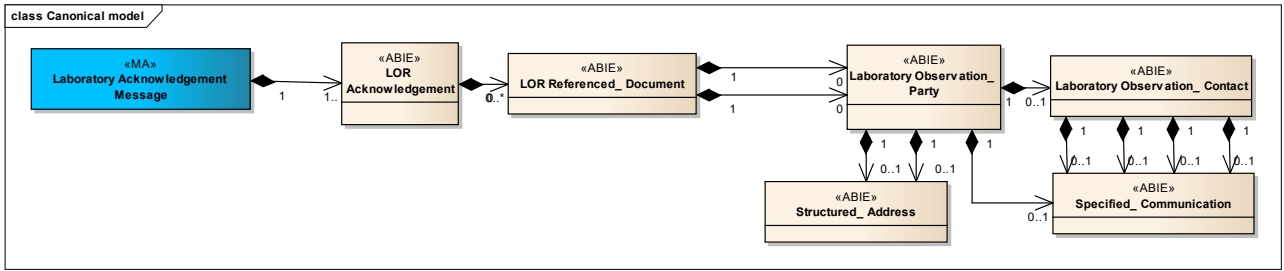 class Canonical model
«MA»
Laboratory Acknowledgement
Message
1
1..
«ABIE»
LOR
Acknowledgement
0..*
«ABIE»
LOR Referenced_ Document
1
0
1
0
«ABIE»
Laboratory Observation_
Party
1
0..1
«ABIE»
Laboratory Observation_ Contact
1
0..1
1
0..1
1
0..1
1
0..1
1
0..1
1
0..1
1
0..1
«ABIE»
Structured_ Address
«ABIE»
Specified_ Communication